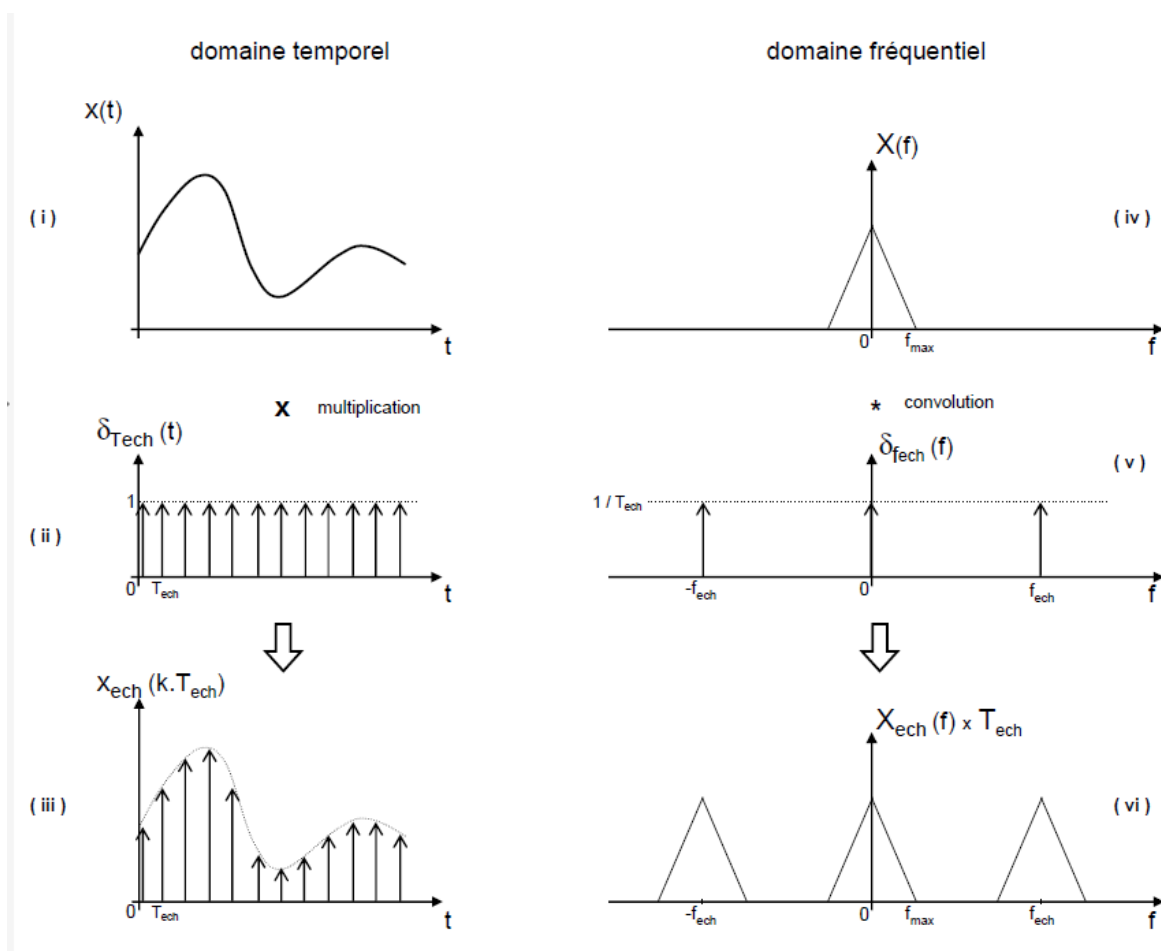 domaine temporel
domaine fréquentiel
x(t)
X(f)
( i )
( iv )
t
0
f_max
f
x multiplication
* convolution
δ_Tech (t)
δ_fech (f)
( v )
1
1 / T_ech
( ii )
0
T_ech
t
-f_ech
0
f_ech
f
x_ech (k.T_ech)
X_ech (f) x T_ech
( iii )
( vi )
0
T_ech
t
-f_ech
0
f_max
f_ech
f